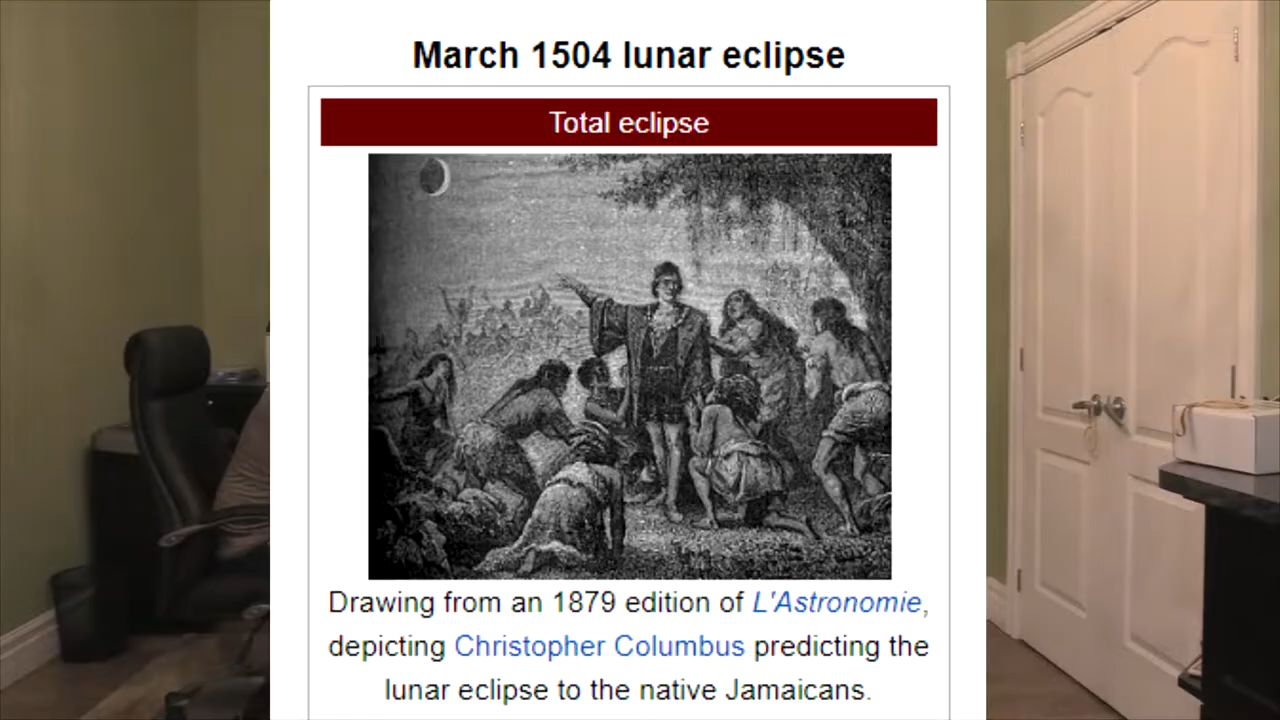 March 1504 lunar eclipse
Total eclipse
Drawing from an 1879 edition of L'Astronomie,
depicting Christopher Columbus predicting the
lunar eclipse to the native Jamaicans.